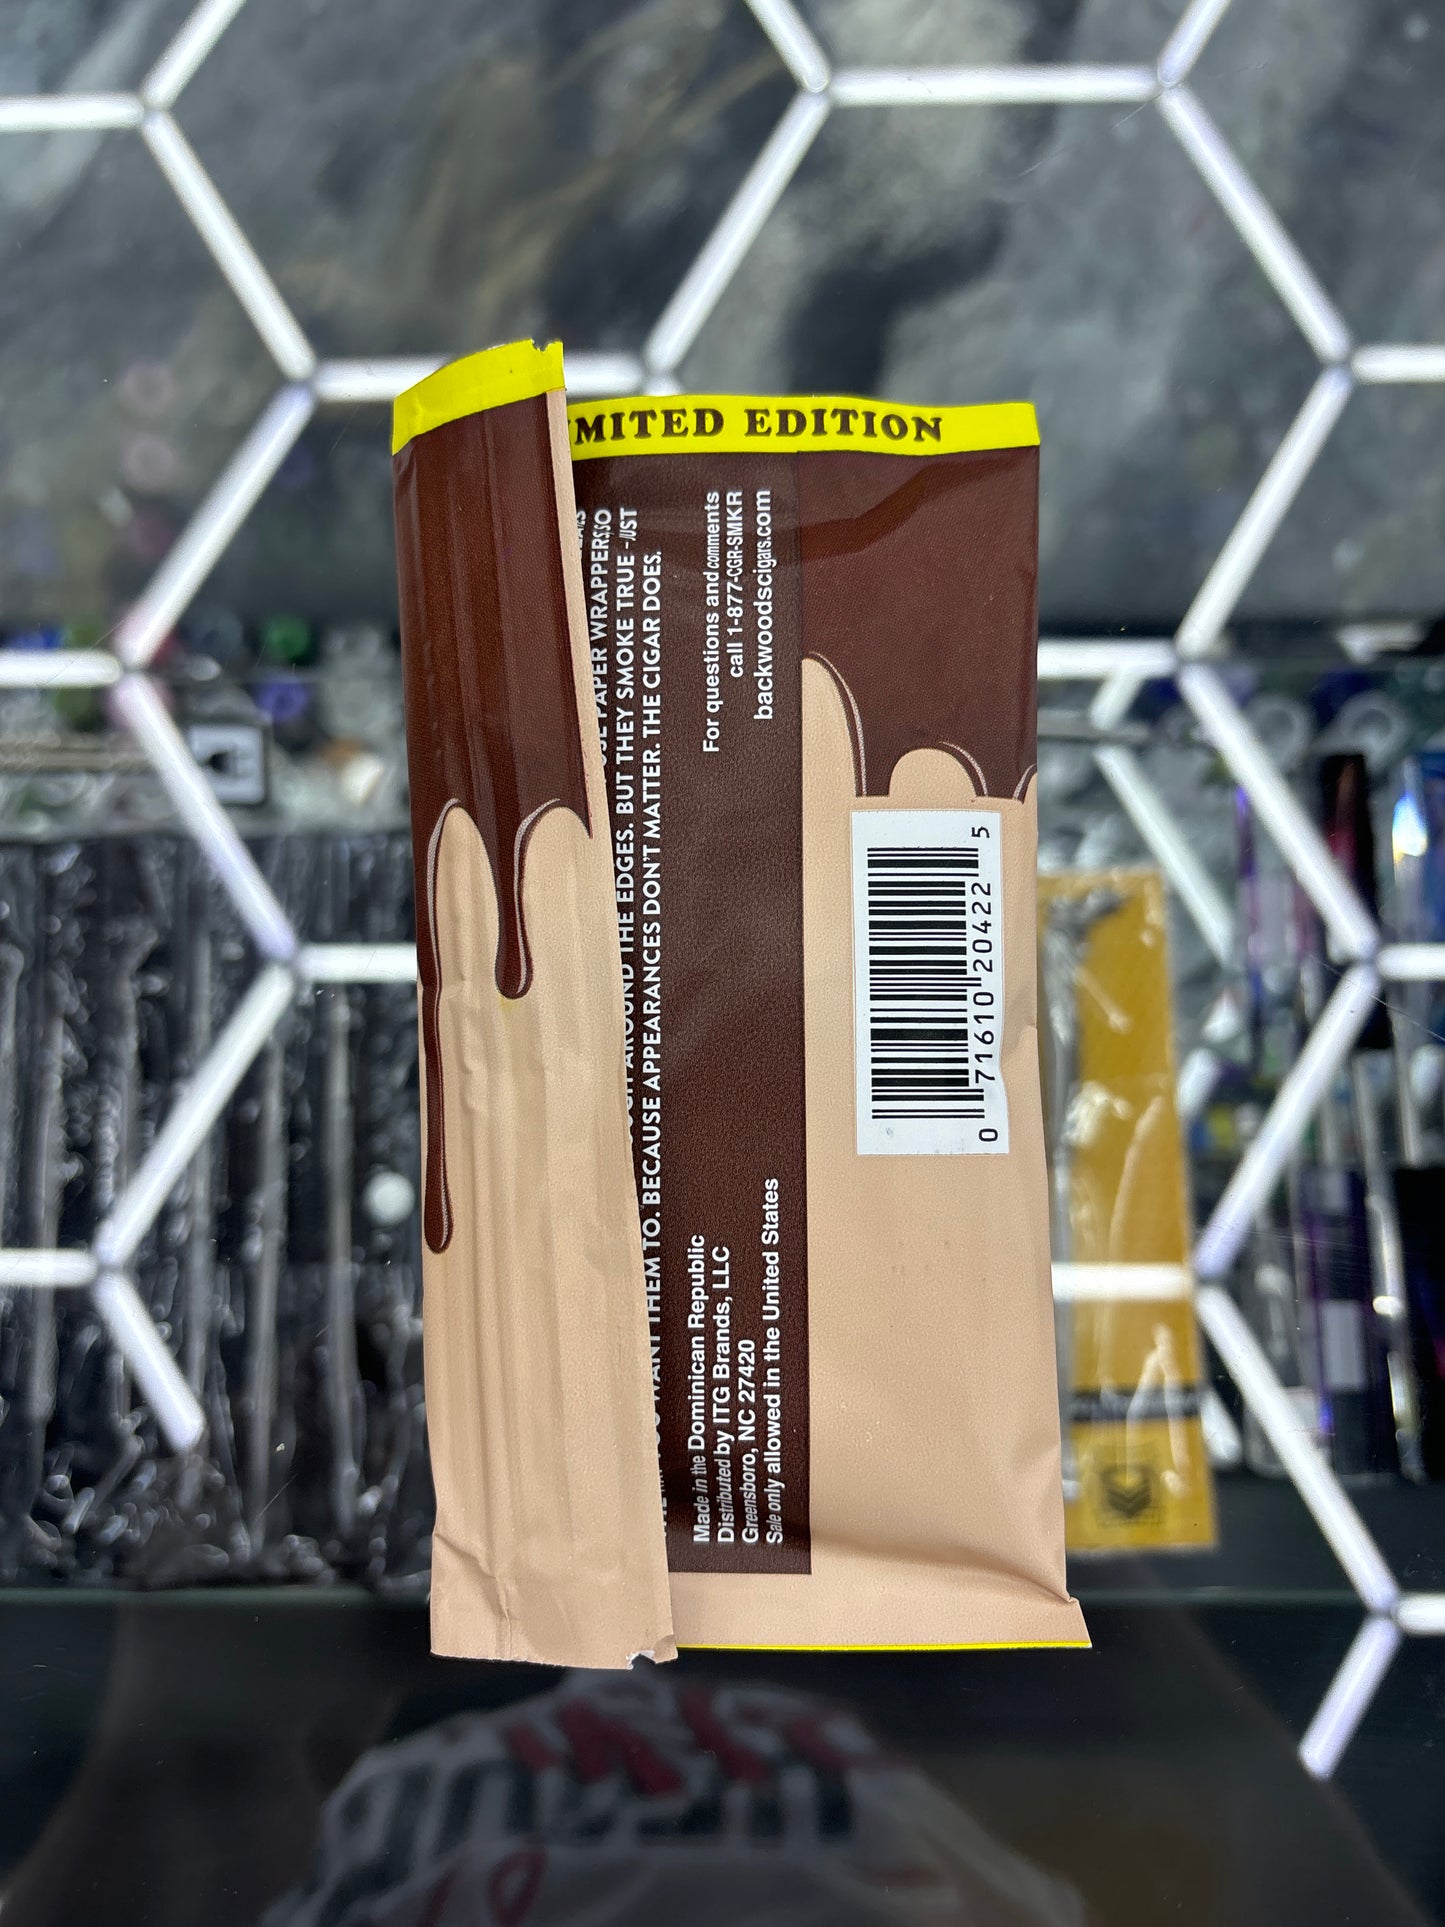 LIMITED EDITION
PAPER WRAPPERS, SO
AROUND THE EDGES. BUT THEY SMOKE TRUE - JUST
WANT THEM TO. BECAUSE APPEARANCES DON'T MATTER. THE CIGAR DOES.
For questions and comments
call 1-877-CGR-SMKR
backwoodscigars.com
Made in the Dominican Republic
Distributed by ITG Brands, LLC
Greensboro, NC 27420
Sale only allowed in the United States
0 71610 20422 5